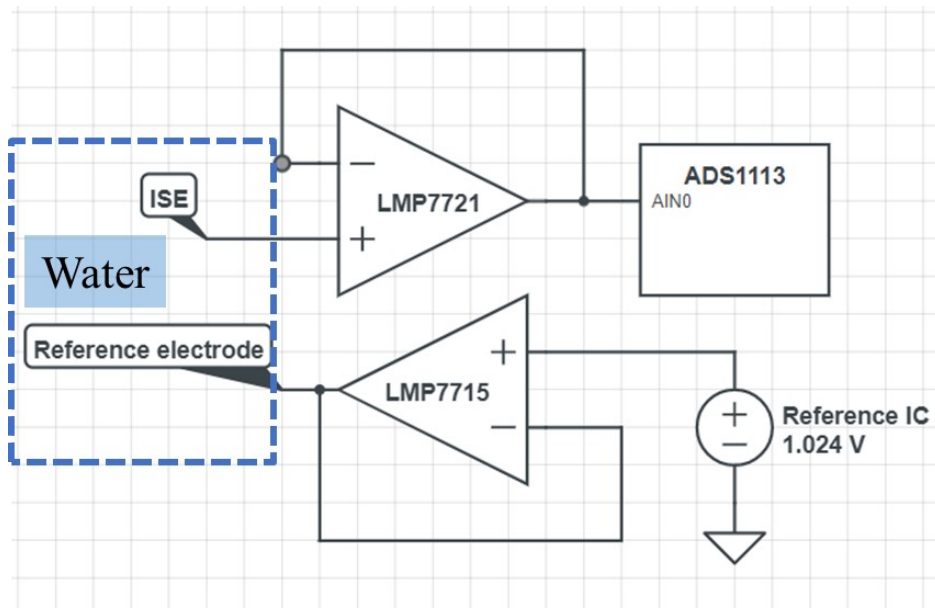 ISE
−
LMP7721
+
ADS1113
AIN0
Water
Reference electrode
+
LMP7715
−
+
−
Reference IC
1.024 V